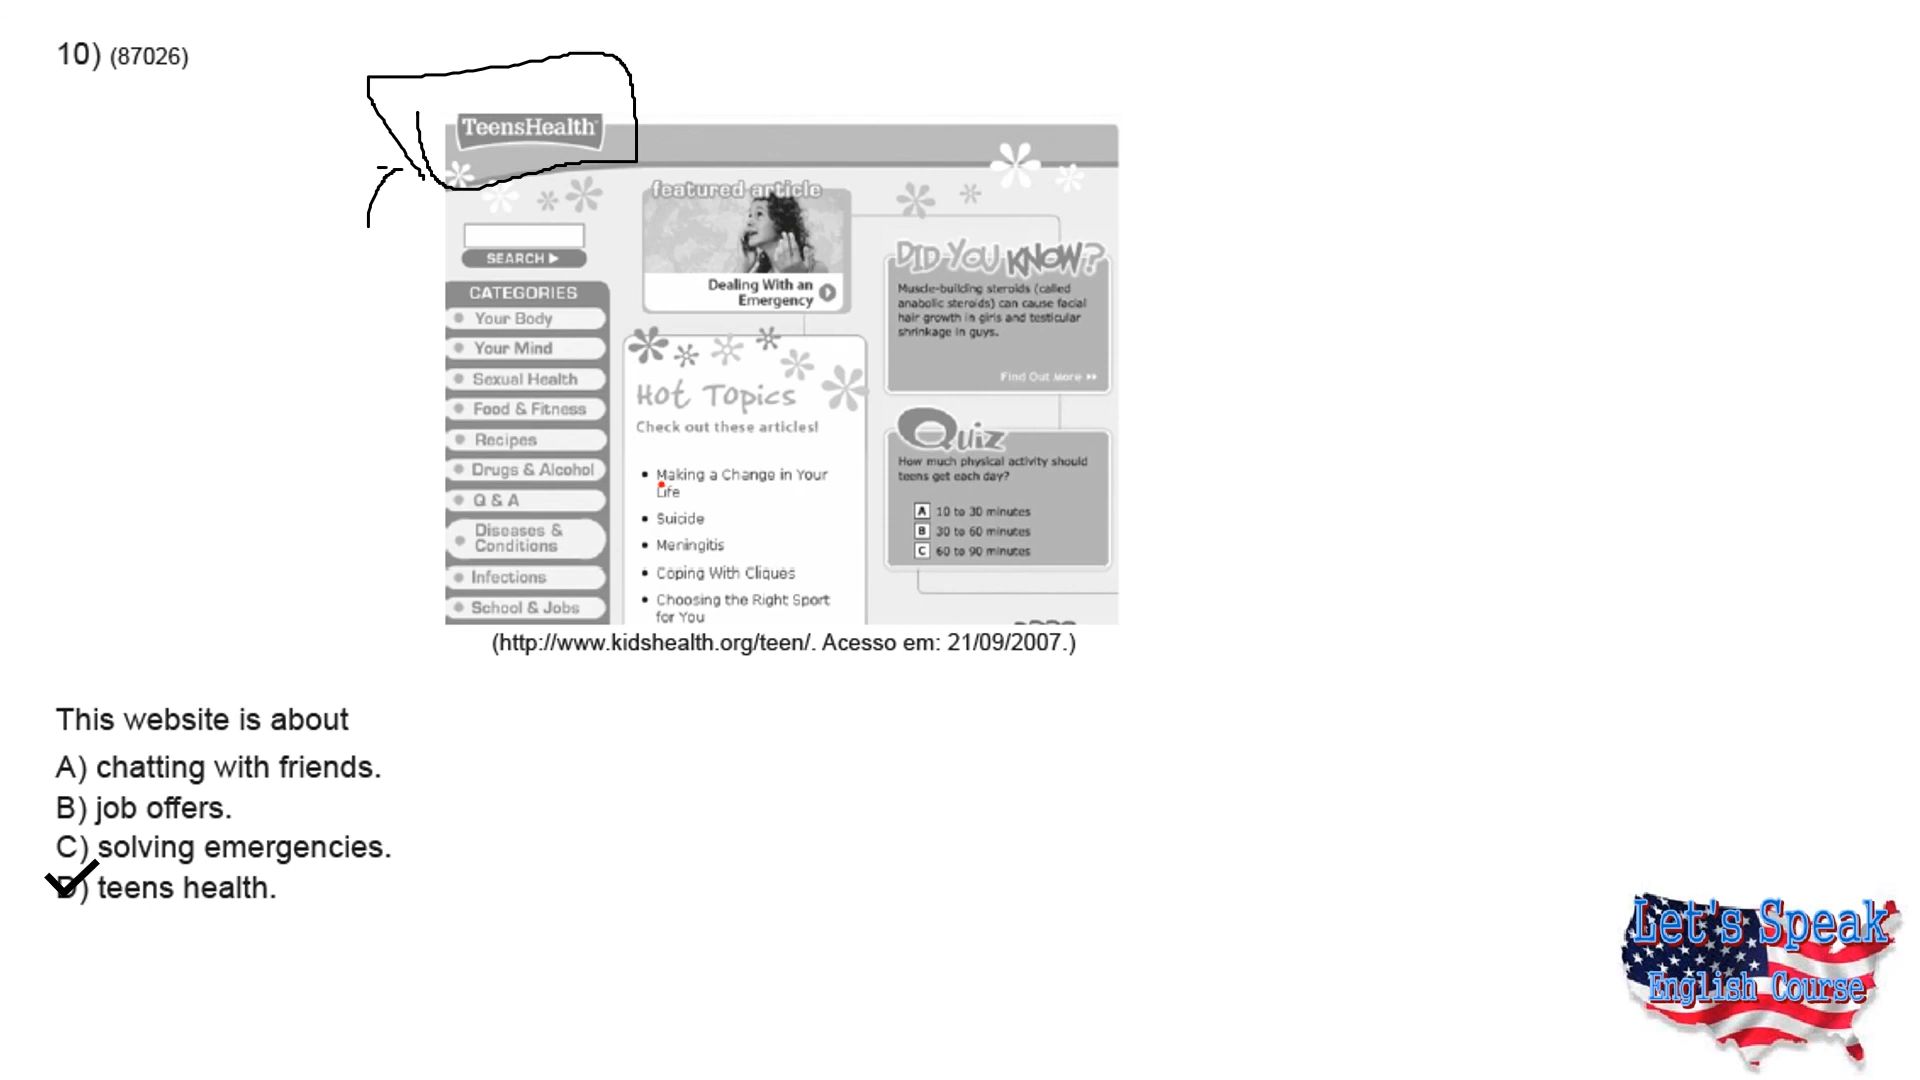 10) (87026)
TeensHealth
featured article
Dealing With an
Emergency
SEARCH
CATEGORIES
Your Body
Your Mind
Sexual Health
Food & Fitness
Recipes
Drugs & Alcohol
Q & A
Diseases &
Conditions
Infections
School & Jobs
Hot Topics
Check out these articles!
Making a Change in Your
Life
Suicide
Meningitis
Coping With Cliques
Choosing the Right Sport
for You
DID YOU KNOW?
Muscle-building steroids (called
anabolic steroids) can cause facial
hair growth in girls and testicular
shrinkage in guys.
Find Out More
Quiz
How much physical activity should
teens get each day?
A 10 to 30 minutes
B 30 to 60 minutes
C 60 to 90 minutes
(http://www.kidshealth.org/teen/. Acesso em: 21/09/2007.)
This website is about
A) chatting with friends.
B) job offers.
C) solving emergencies.
D) teens health.
Let's Speak
English Course